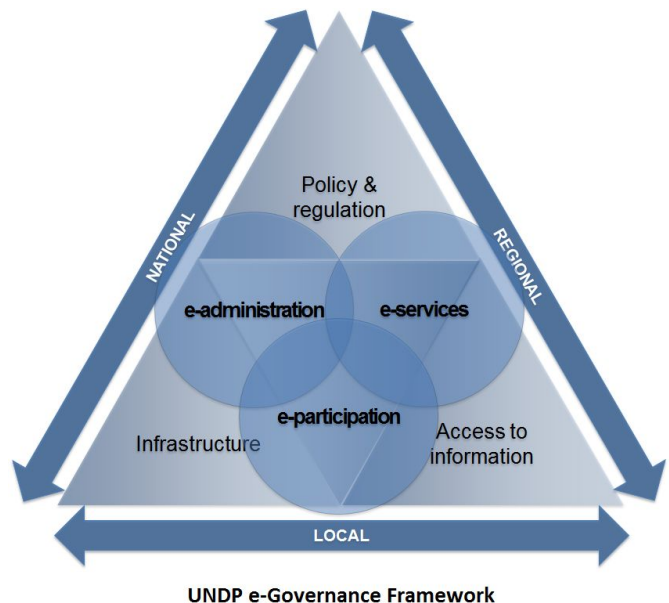 Policy &
regulation
NATIONAL
REGIONAL
e-administration
e-services
e-participation
Infrastructure
Access to
information
LOCAL
UNDP e-Governance Framework